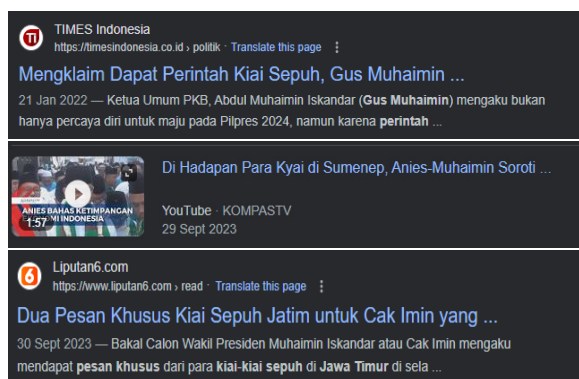 TIMES Indonesia
https://timesindonesia.co.id › politik · Translate this page
Mengklaim Dapat Perintah Kiai Sepuh, Gus Muhaimin ...
21 Jan 2022 — Ketua Umum PKB, Abdul Muhaimin Iskandar (Gus Muhaimin) mengaku bukan
hanya percaya diri untuk maju pada Pilpres 2024, namun karena perintah ...
Di Hadapan Para Kyai di Sumenep, Anies-Muhaimin Soroti ...
ANIES BAHAS KETIMPANGAN
MI INDONESIA
1:57
YouTube · KOMPASTV
29 Sept 2023
Liputan6.com
https://www.liputan6.com › read · Translate this page
Dua Pesan Khusus Kiai Sepuh Jatim untuk Cak Imin yang ...
30 Sept 2023 — Bakal Calon Wakil Presiden Muhaimin Iskandar atau Cak Imin mengaku
mendapat pesan khusus dari para kiai-kiai sepuh di Jawa Timur di sela ...